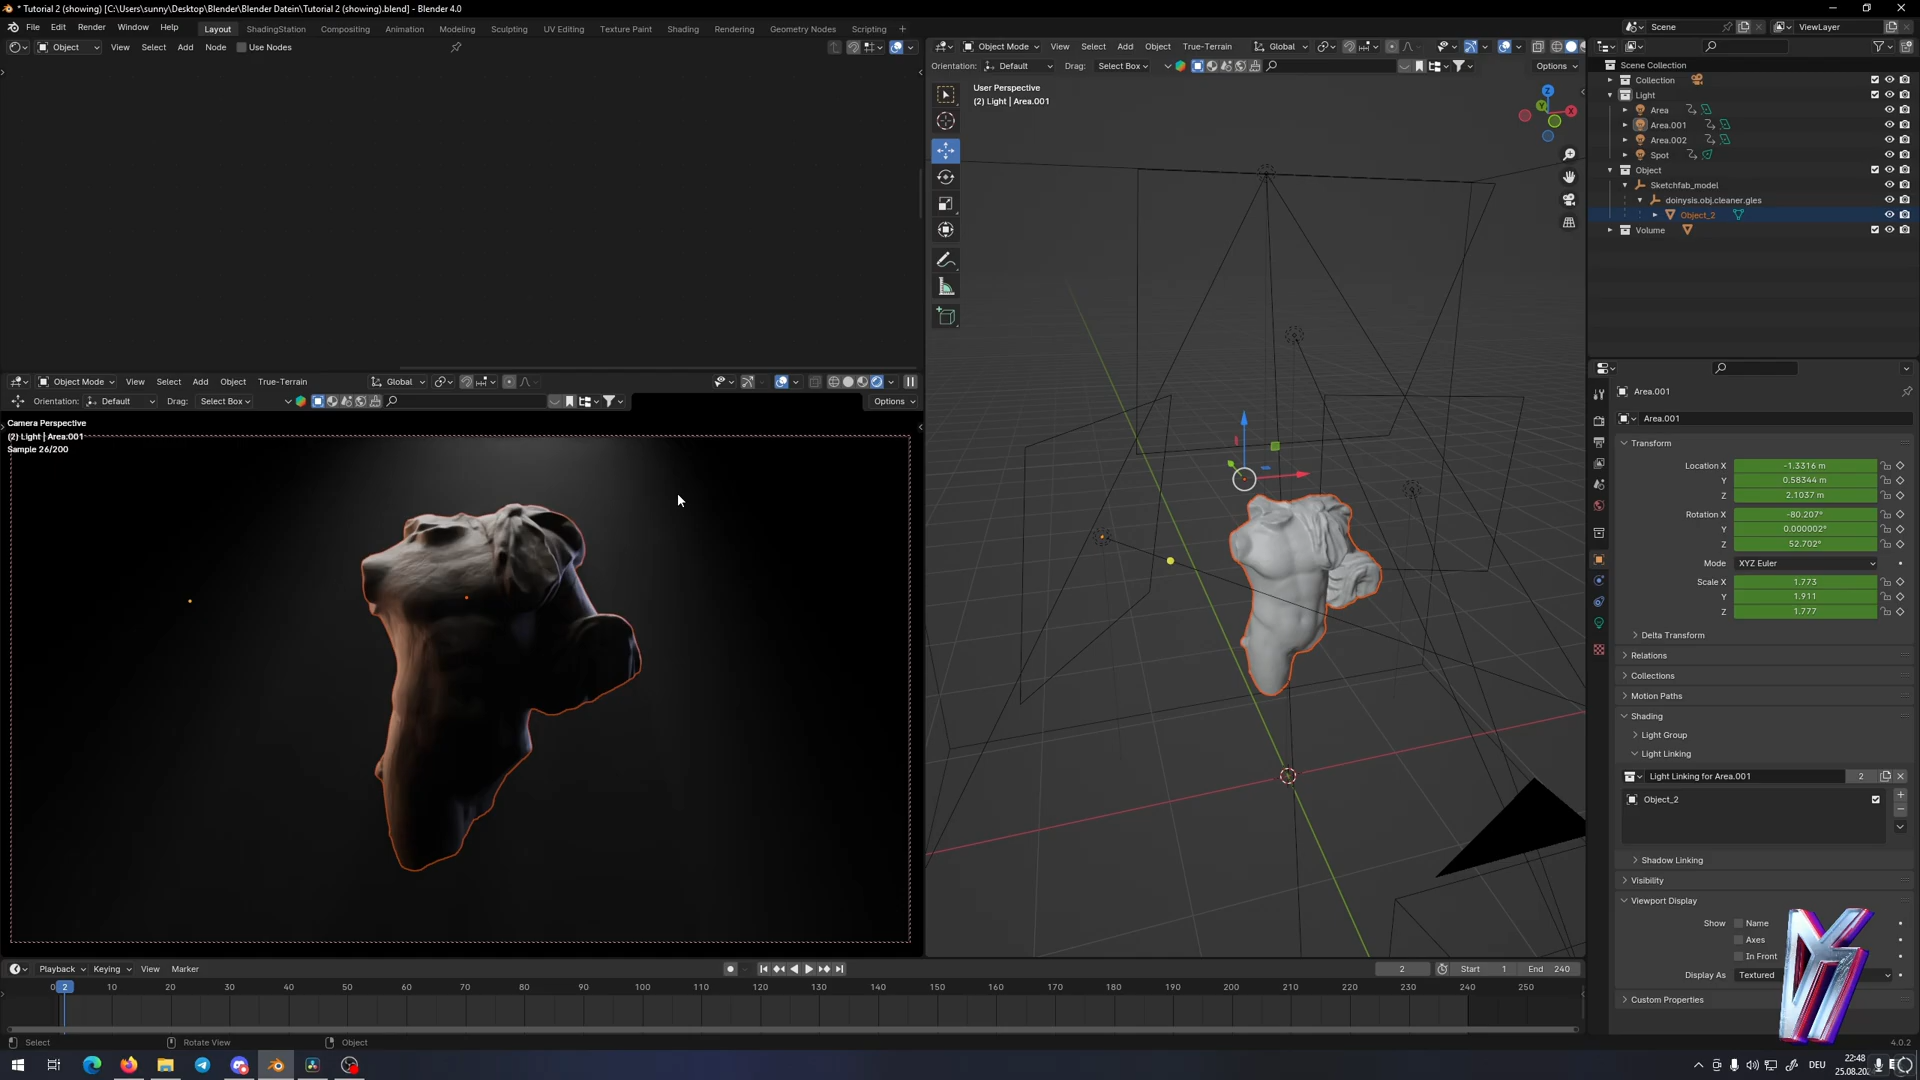 * Tutorial 2 (showing) [C:\Users\sunny\Desktop\Blender\Blender Datein\Tutorial 2 (showing).blend] - Blender 4.0
File Edit Render Window Help Layout ShadingStation Compositing Animation Modeling Sculpting UV Editing Texture Paint Shading Rendering Geometry Nodes Scripting + Scene ViewLayer
Object View Select Add Node Use Nodes
Object Mode View Select Add Object True-Terrain Global
Orientation: Default Drag: Select Box Options
User Perspective
(2) Light | Area.001
Z
Y
X
Scene Collection
Collection
Light
Area
Area.001
Area.002
Spot
Object
Sketchfab_model
doinysis.obj.cleaner.gles
Object_2
Volume
Object Mode View Select Add Object True-Terrain Global
Orientation: Default Drag: Select Box Options
Camera Perspective
(2) Light | Area.001
Sample 26/200
Area.001
Area.001
Transform
Location X -1.3316 m
Y 0.58344 m
Z 2.1037 m
Rotation X -80.207°
Y 0.000002°
Z 52.702°
Mode XYZ Euler
Scale X 1.773
Y 1.911
Z 1.777
Delta Transform
Relations
Collections
Motion Paths
Shading
Light Group
Light Linking
Light Linking for Area.001 2
Object_2
Shadow Linking
Visibility
Viewport Display
Show Name
Axes
In Front
Display As Textured
Custom Properties
Playback Keying View Marker 2 Start 1 End 240
0 2 10 20 30 40 50 60 70 80 90 100 110 120 130 140 150 160 170 180 190 200 210 220 230 240 250
Select Rotate View Object 4.0.2
DEU 22:48